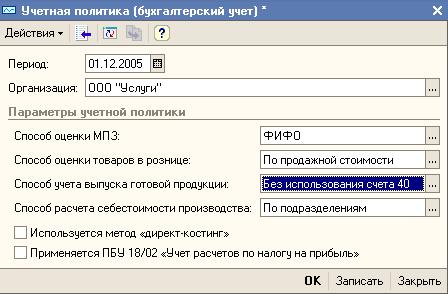 Учетная политика (бухгалтерский учет) *
Действия
Период: 01.12.2005
Организация: ООО "Услуги"
Параметры учетной политики
Способ оценки МПЗ: ФИФО
Способ оценки товаров в рознице: По продажной стоимости
Способ учета выпуска готовой продукции: Без использования счета 40
Способ расчета себестоимости производства: По подразделениям
Используется метод «директ-костинг»
Применяется ПБУ 18/02 «Учет расчетов по налогу на прибыль»
OK Записать Закрыть